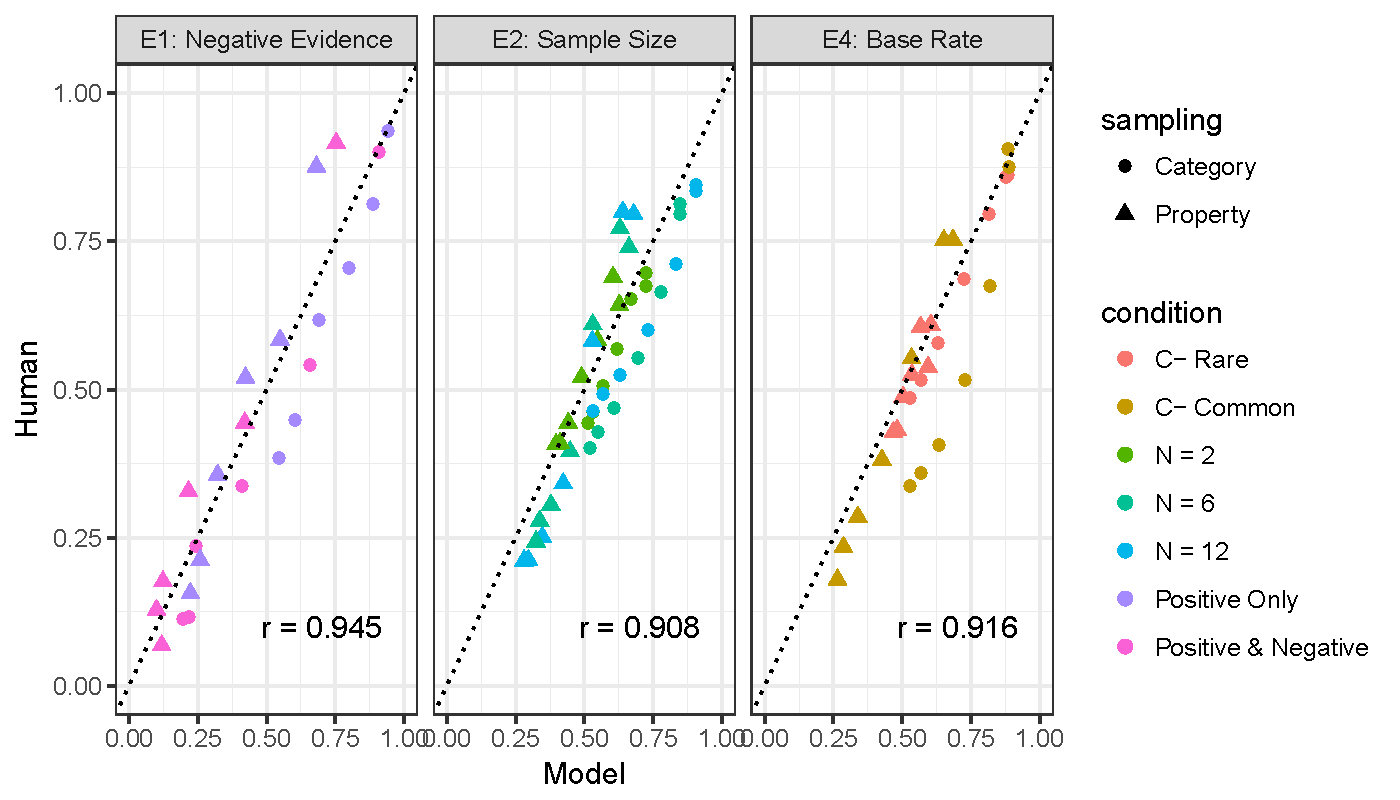 E1: Negative Evidence
E2: Sample Size
E4: Base Rate
1.00
0.75
0.50
0.25
0.00
Human
r = 0.945
r = 0.908
r = 0.916
0.00 0.25 0.50 0.75 1.00
0.00 0.25 0.50 0.75 1.00
0.00 0.25 0.50 0.75 1.00
Model
sampling
Category
Property
condition
C− Rare
C− Common
N = 2
N = 6
N = 12
Positive Only
Positive & Negative